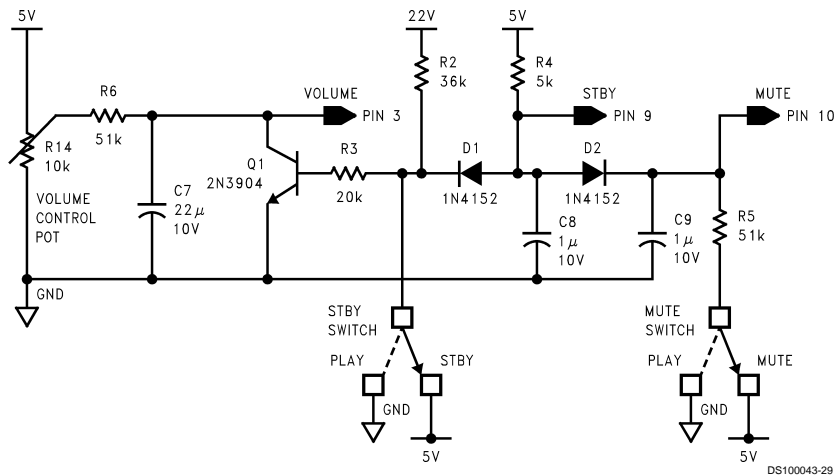 5V
22V
5V
R6
51k
VOLUME
PIN 3
R2
36k
R4
5k
STBY
PIN 9
MUTE
PIN 10
R14
10k
VOLUME
CONTROL
POT
C7
22μ
10V
Q1
2N3904
R3
20k
D1
1N4152
D2
1N4152
C8
1μ
10V
C9
1μ
10V
R5
51k
GND
STBY
SWITCH
PLAY
STBY
GND
5V
MUTE
SWITCH
PLAY
MUTE
GND
5V
DS100043-29